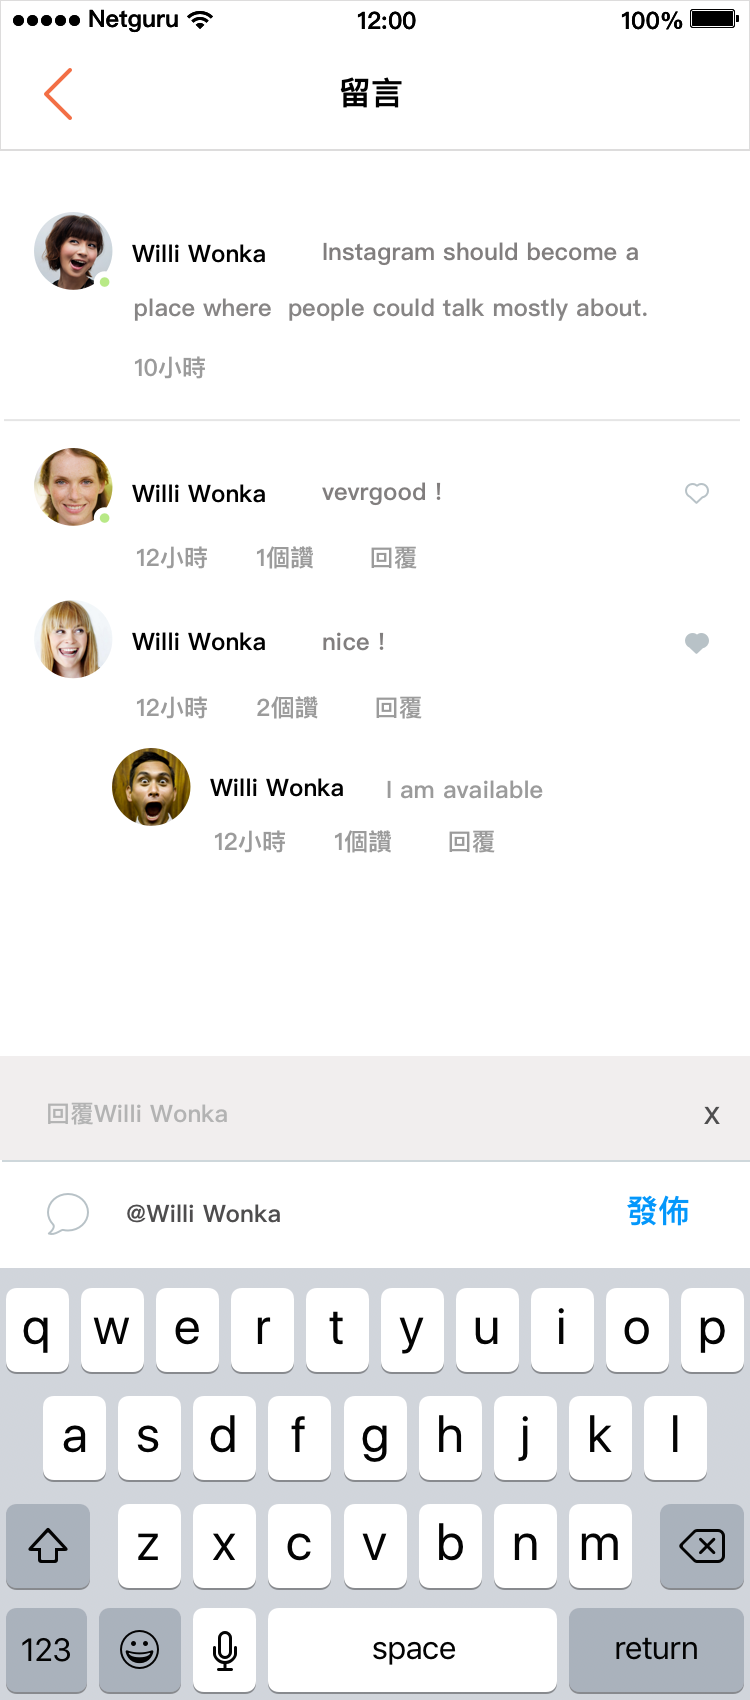 Netguru 12:00 100%
留言
Willi Wonka Instagram should become a
place where people could talk mostly about.
10小時
Willi Wonka vevrgood !
12小時 1個讚 回覆
Willi Wonka nice !
12小時 2個讚 回覆
Willi Wonka I am available
12小時 1個讚 回覆
回覆Willi Wonka x
@Willi Wonka 發佈
q w e r t y u i o p
a s d f g h j k l
z x c v b n m
123 space return